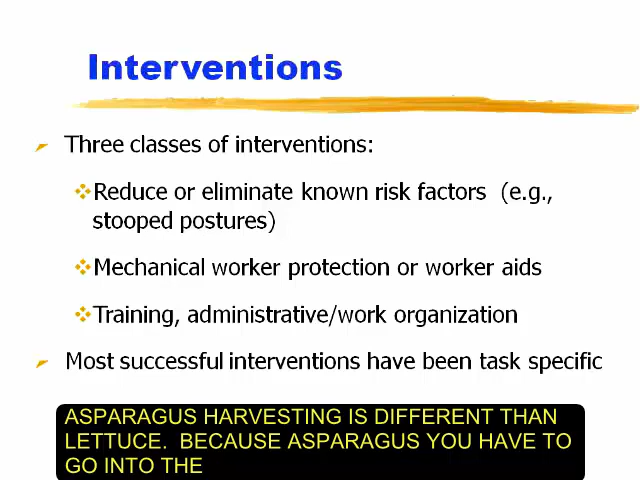 Interventions
Three classes of interventions:
Reduce or eliminate known risk factors (e.g.,
stooped postures)
Mechanical worker protection or worker aids
Training, administrative/work organization
Most successful interventions have been task specific
ASPARAGUS HARVESTING IS DIFFERENT THAN
LETTUCE. BECAUSE ASPARAGUS YOU HAVE TO
GO INTO THE